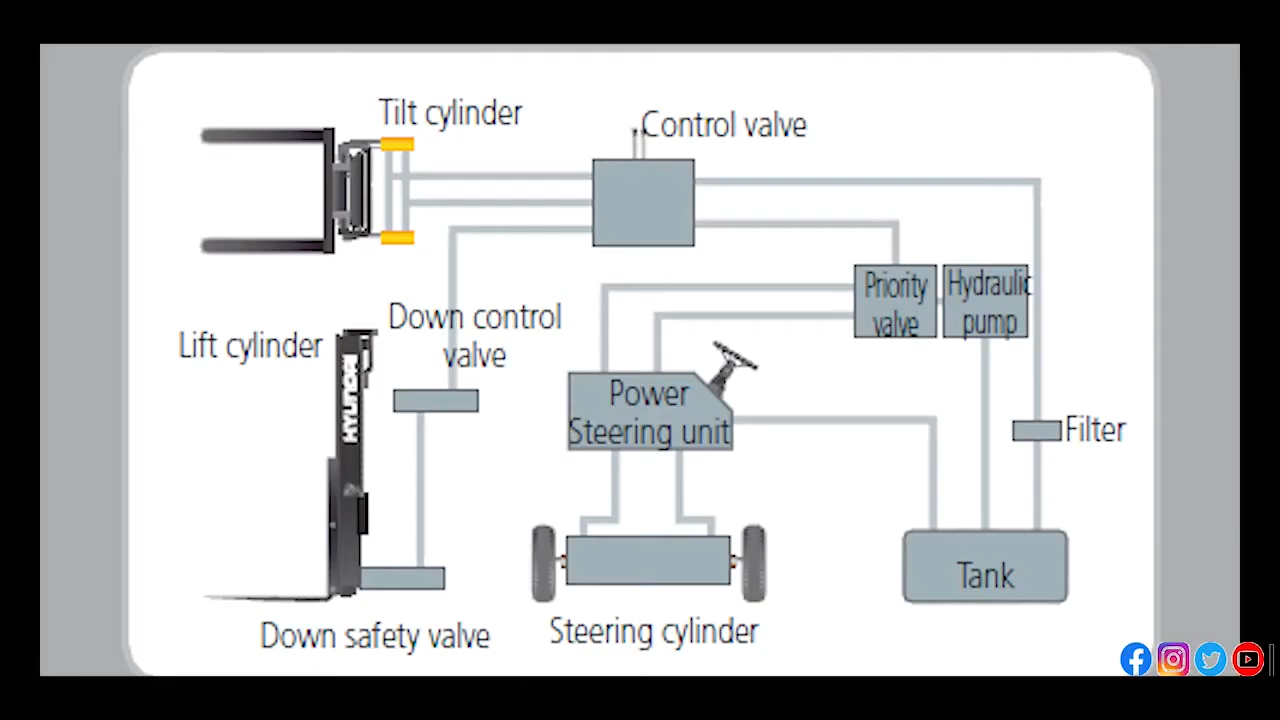 Tilt cylinder
Control valve
Priority
valve
Hydraulic
pump
Down control
valve
Lift cylinder
HYUNDAI
Power
Steering unit
Filter
Tank
Down safety valve
Steering cylinder